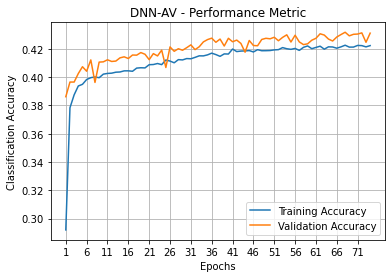 DNN-AV - Performance Metric
Classification Accuracy
0.42
0.40
0.38
0.36
0.34
0.32
0.30
Training Accuracy
Validation Accuracy
1 6 11 16 21 26 31 36 41 46 51 56 61 66 71
Epochs